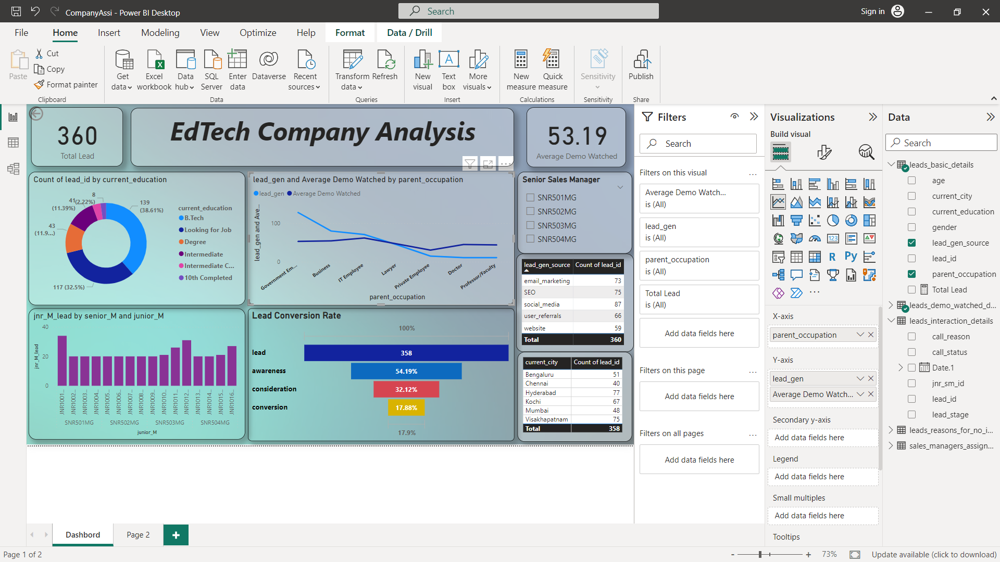 CompanyAssi - Power BI Desktop
Search
Sign in
File
Home
Insert
Modeling
View
Optimize
Help
Format
Data / Drill
Paste
Cut
Copy
Format painter
Clipboard
Get data
Excel workbook
Data hub
SQL Server
Enter data
Dataverse
Recent sources
Data
Transform data
Refresh
Queries
New visual
Text box
More visuals
Insert
New measure
Quick measure
Calculations
Sensitivity
Sensitivity
Publish
Share
360
Total Lead
EdTech Company Analysis
53.19
Average Demo Watched
Count of lead_id by current_education
8
(2.22%)
41
(11.39%)
43
(11.9...)
139
(38.61%)
117 (32.5%)
current_education
B.Tech
Looking for Job
Degree
Intermediate
Intermediate C...
10th Completed
lead_gen and Average Demo Watched by parent_occupation
lead_gen
Average Demo Watched
lead_gen and Ave...
100
0
Government Em...
Business
IT Employee
Lawyer
Private Employee
Doctor
Professor/Faculty
parent_occupation
Senior Sales Manager
SNR501MG
SNR502MG
SNR503MG
SNR504MG
lead_gen_source Count of lead_id
email_marketing 73
SEO 75
social_media 87
user_referrals 66
website 59
Total 360
jnr_M_lead by senior_M and junior_M
jnr_M_lead
40
20
0
JNR1001...
JNR1002...
JNR1003...
JNR1004...
JNR1005...
JNR1006...
JNR1007...
JNR1008...
JNR1009...
JNR1010...
JNR1011...
JNR1012...
JNR1013...
JNR1014...
JNR1015...
JNR1016...
SNR501MG
SNR502MG
SNR503MG
SNR504MG
junior_M
Lead Conversion Rate
100%
lead 358
awareness 54.19%
consideration 32.12%
conversion 17.88%
17.9%
current_city Count of lead_id
Bengaluru 51
Chennai 40
Hyderabad 77
Kochi 67
Mumbai 48
Visakhapatnam 75
Total 358
Filters
Search
Filters on this visual
...
Average Demo Watch...
is (All)
lead_gen
is (All)
parent_occupation
is (All)
Total Lead
is (All)
Add data fields here
Filters on this page
...
Add data fields here
Filters on all pages
...
Add data fields here
Visualizations
Build visual
123
R
Py
...
X-axis
parent_occupation
Y-axis
lead_gen
Average Demo Watch...
Secondary y-axis
Add data fields here
Legend
Add data fields here
Small multiples
Add data fields here
Tooltips
Data
Search
leads_basic_details
age
current_city
current_education
gender
lead_gen_source
lead_id
parent_occupation
Total Lead
leads_demo_watched_d...
leads_interaction_details
call_reason
call_status
Date.1
jnr_sm_id
lead_id
lead_stage
leads_reasons_for_no_i...
sales_managers_assign...
Dashbord
Page 2
+
Page 1 of 2
- + 73%
Update available (click to download)